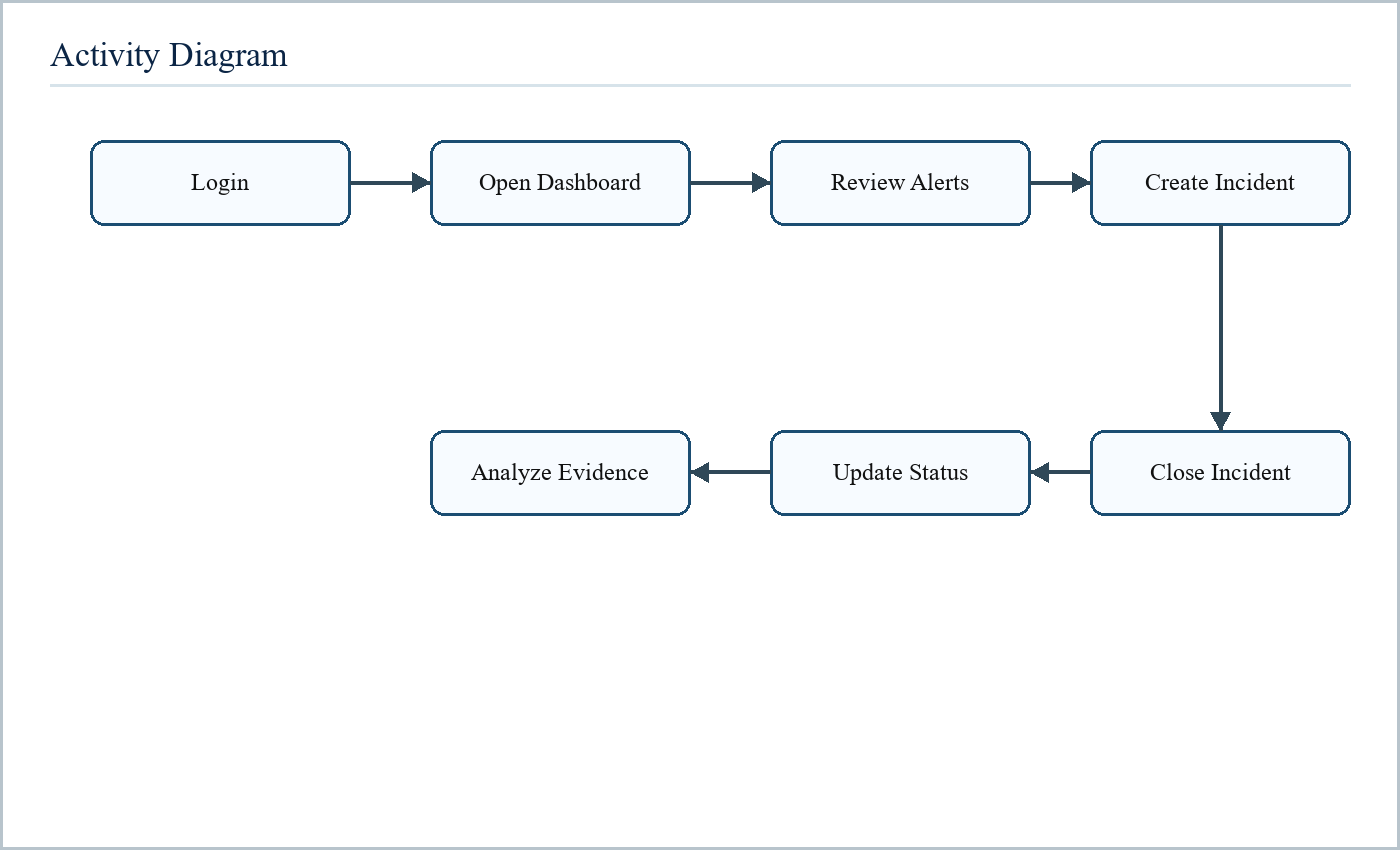 Activity Diagram
Login
Open Dashboard
Review Alerts
Create Incident
Analyze Evidence
Update Status
Close Incident